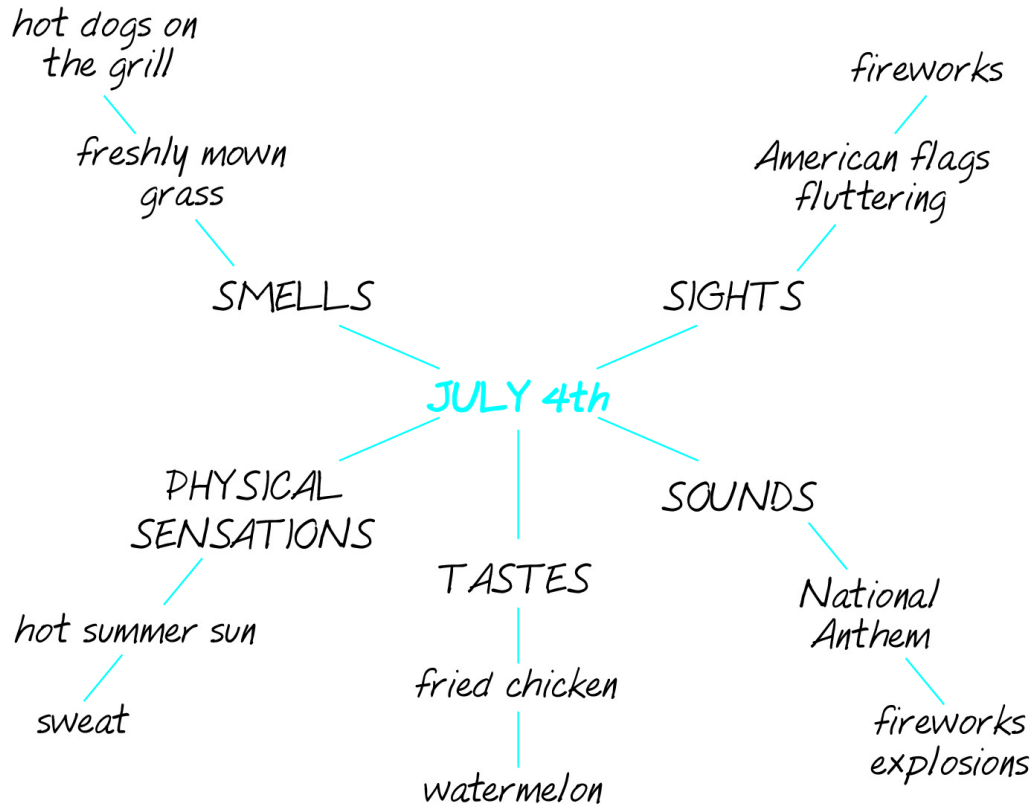 hot dogs on
the grill
freshly mown
grass
SMELLS
fireworks
American flags
fluttering
SIGHTS
JULY 4th
PHYSICAL
SENSATIONS
hot summer sun
sweat
TASTES
fried chicken
watermelon
SOUNDS
National
Anthem
fireworks
explosions